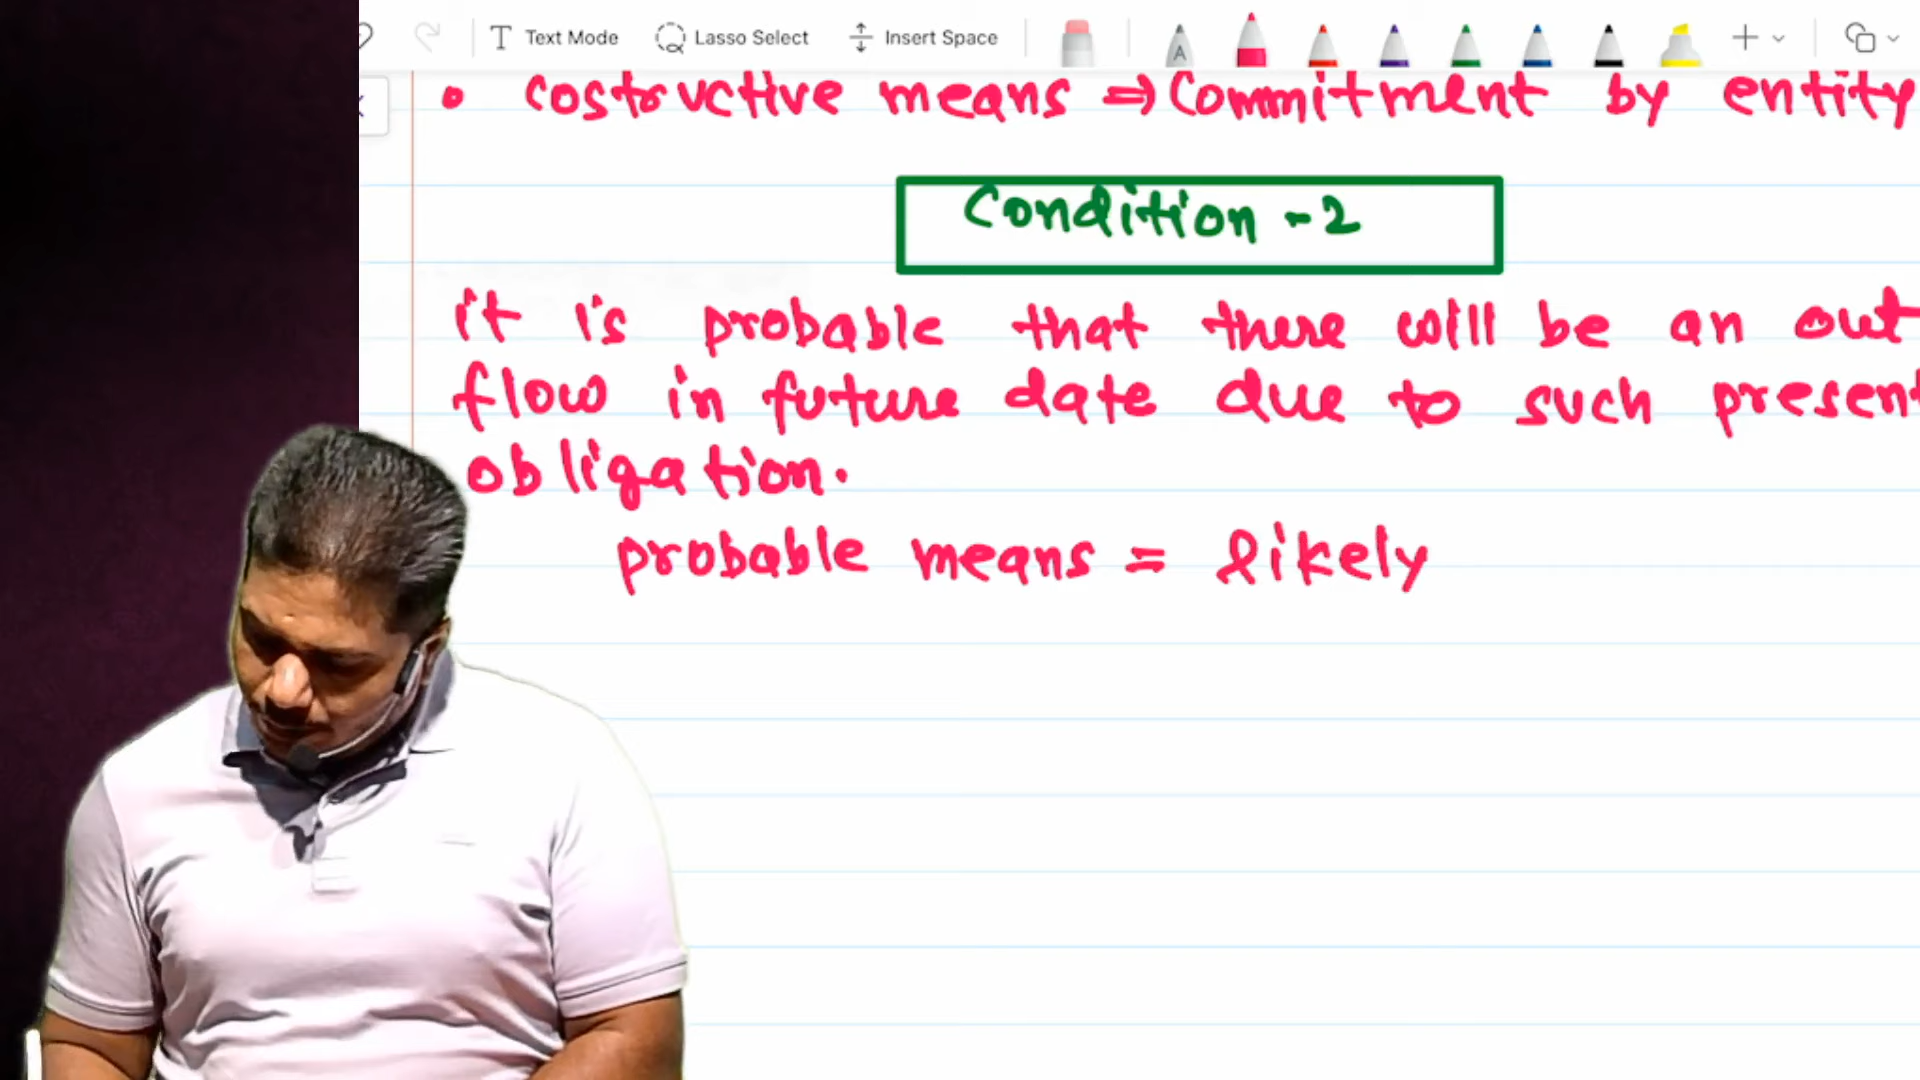 Text Mode Lasso Select Insert Space
• costructive means ⇒ Commitment by entity
Condition -2
it is probable that there will be an out
flow in future date due to such present
obligation.
probable means = likely